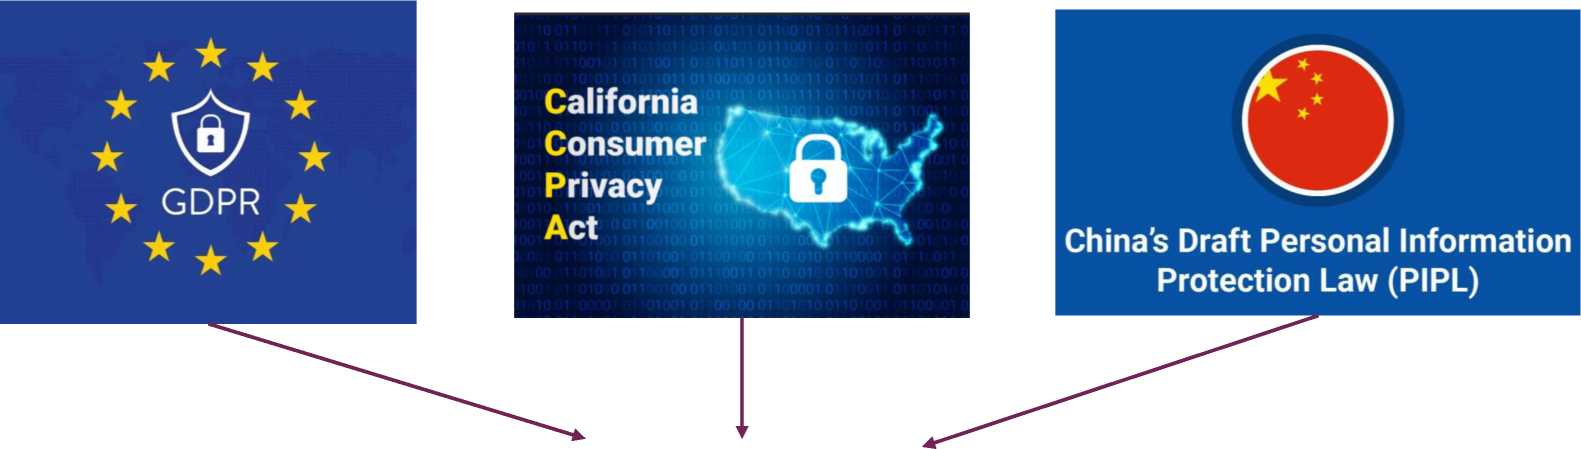 GDPR
California
Consumer
Privacy
Act
China's Draft Personal Information
Protection Law (PIPL)